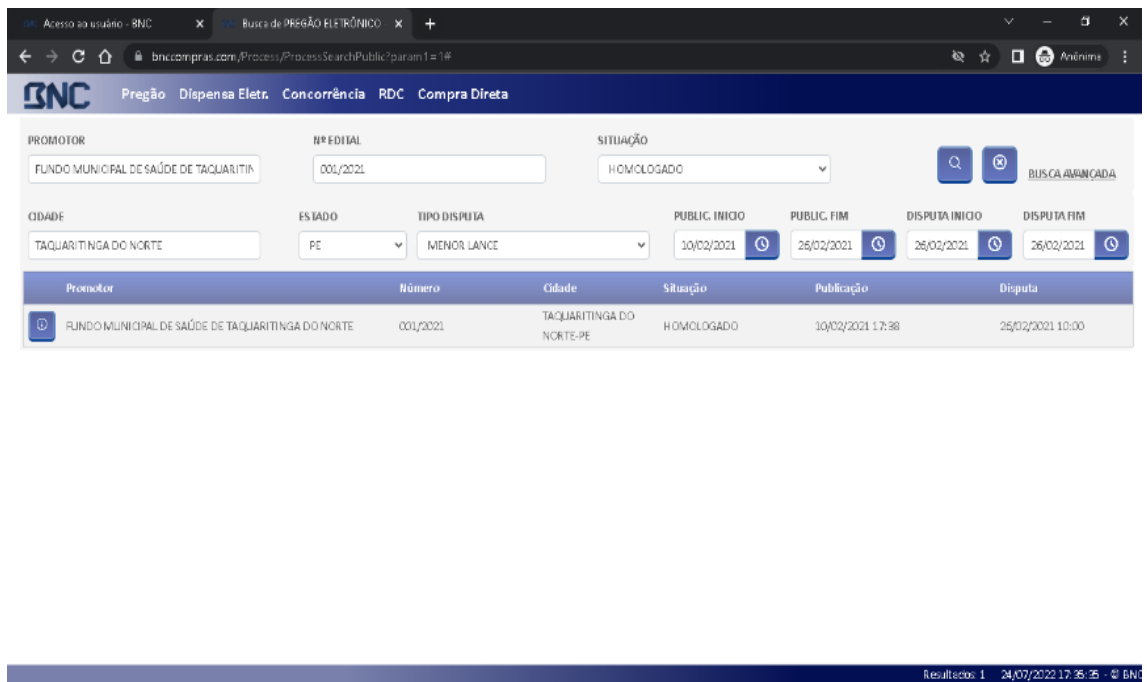 Acesso ao usuário - BNC
Busca de PREGÃO ELETRÔNICO -
bnccompras.com/Process/ProcessSearchPublic?param1=1#
Anônima
BNC Pregão Dispensa Eletr. Concorrência RDC Compra Direta
PROMOTOR Nº EDITAL SITUAÇÃO
FUNDO MUNICIPAL DE SAÚDE DE TAQUARITIN 001/2021 HOMOLOGADO
BUSCA AVANÇADA
CIDADE ESTADO TIPO DISPUTA PUBLIC. INICIO PUBLIC. FIM DISPUTA INICIO DISPUTA FIM
TAQUARITINGA DO NORTE PE MENOR LANCE 10/02/2021 26/02/2021 26/02/2021 26/02/2021
Promotor Número Cidade Situação Publicação Disputa
FUNDO MUNICIPAL DE SAÚDE DE TAQUARITINGA DO NORTE 001/2021 TAQUARITINGA DO NORTE-PE HOMOLOGADO 10/02/2021 17:38 26/02/2021 10:00
Resultados: 1 24/07/2022 17:35:35 - © BNC